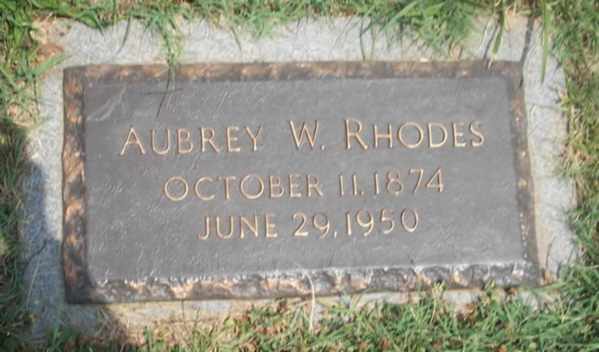 AUBREY W. RHODES
OCTOBER 11, 1874
JUNE 29, 1950